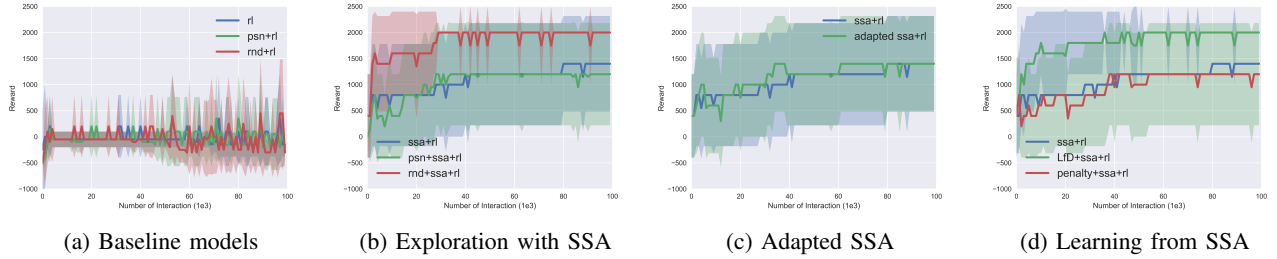 2500
2000
1500
1000
500
0
−500
−1000
Reward
0 20 40 60 80 100
Number of Interaction (1e3)
rl
psn+rl
rnd+rl
(a) Baseline models
2500
2000
1500
1000
500
0
−500
−1000
Reward
0 20 40 60 80 100
Number of Interaction (1e3)
ssa+rl
psn+ssa+rl
rnd+ssa+rl
(b) Exploration with SSA
2500
2000
1500
1000
500
0
−500
−1000
Reward
0 20 40 60 80 100
Number of Interaction (1e3)
ssa+rl
adapted ssa+rl
(c) Adapted SSA
2500
2000
1500
1000
500
0
−500
−1000
Reward
0 20 40 60 80 100
Number of Interaction (1e3)
ssa+rl
LfD+ssa+rl
penalty+ssa+rl
(d) Learning from SSA